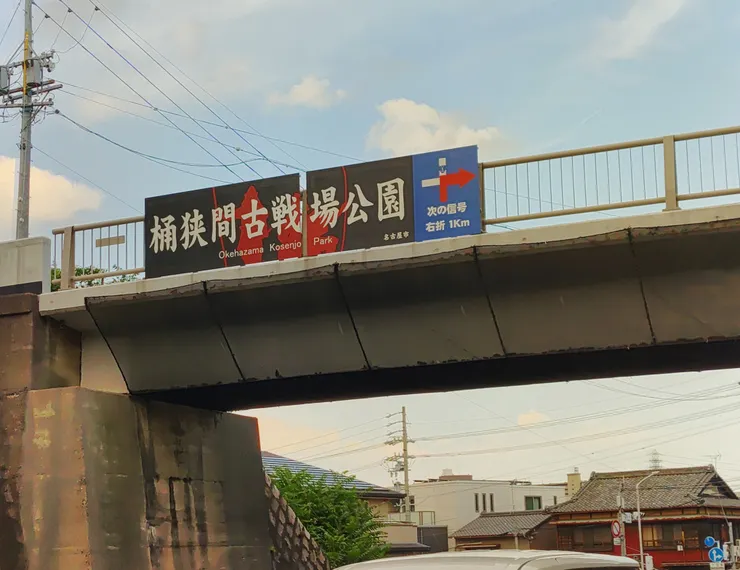 桶狭間古戦場公園
Okehazama Kosenjo Park
名古屋市
次の信号
右折 1Km